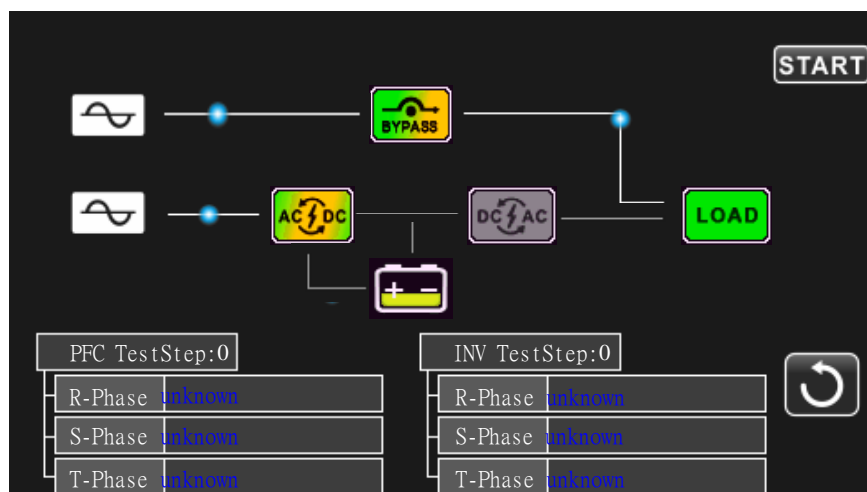 START
BYPASS
AC DC
DC AC
LOAD
+ −
PFC TestStep:0
INV TestStep:0
R-Phase unknown
R-Phase unknown
S-Phase unknown
S-Phase unknown
T-Phase unknown
T-Phase unknown